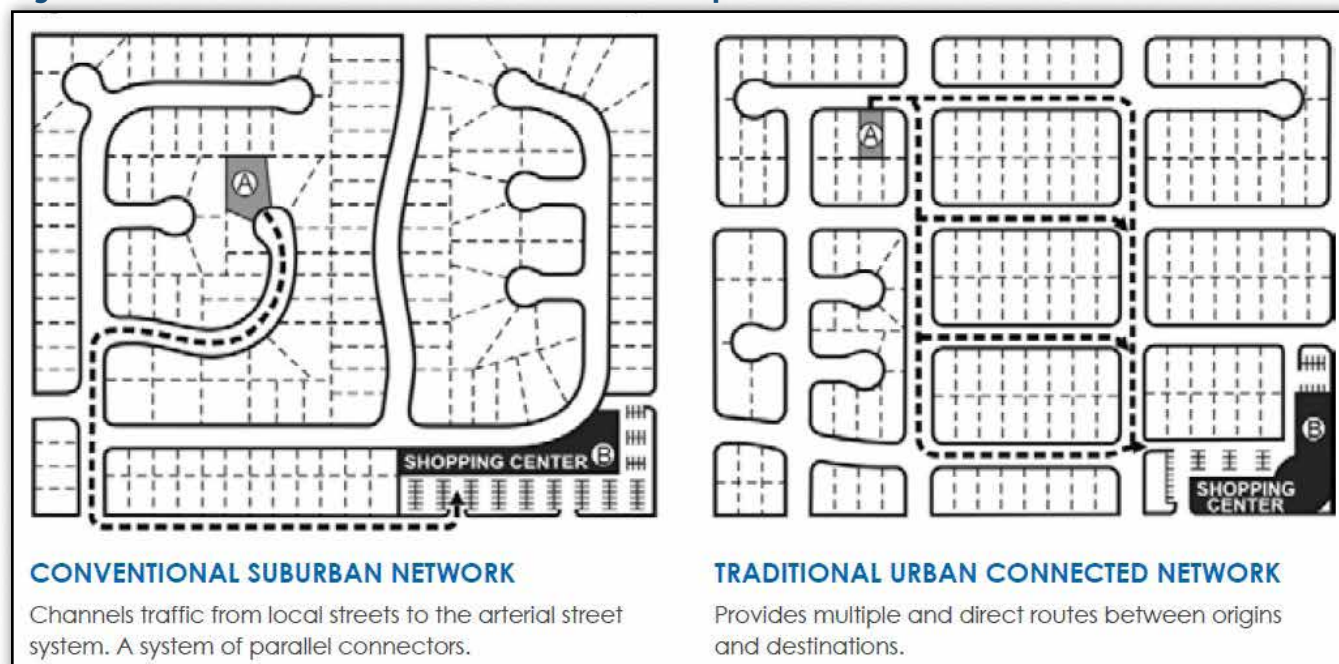 A
SHOPPING CENTER B
CONVENTIONAL SUBURBAN NETWORK
Channels traffic from local streets to the arterial street
system. A system of parallel connectors.
A
B
SHOPPING
CENTER
TRADITIONAL URBAN CONNECTED NETWORK
Provides multiple and direct routes between origins
and destinations.